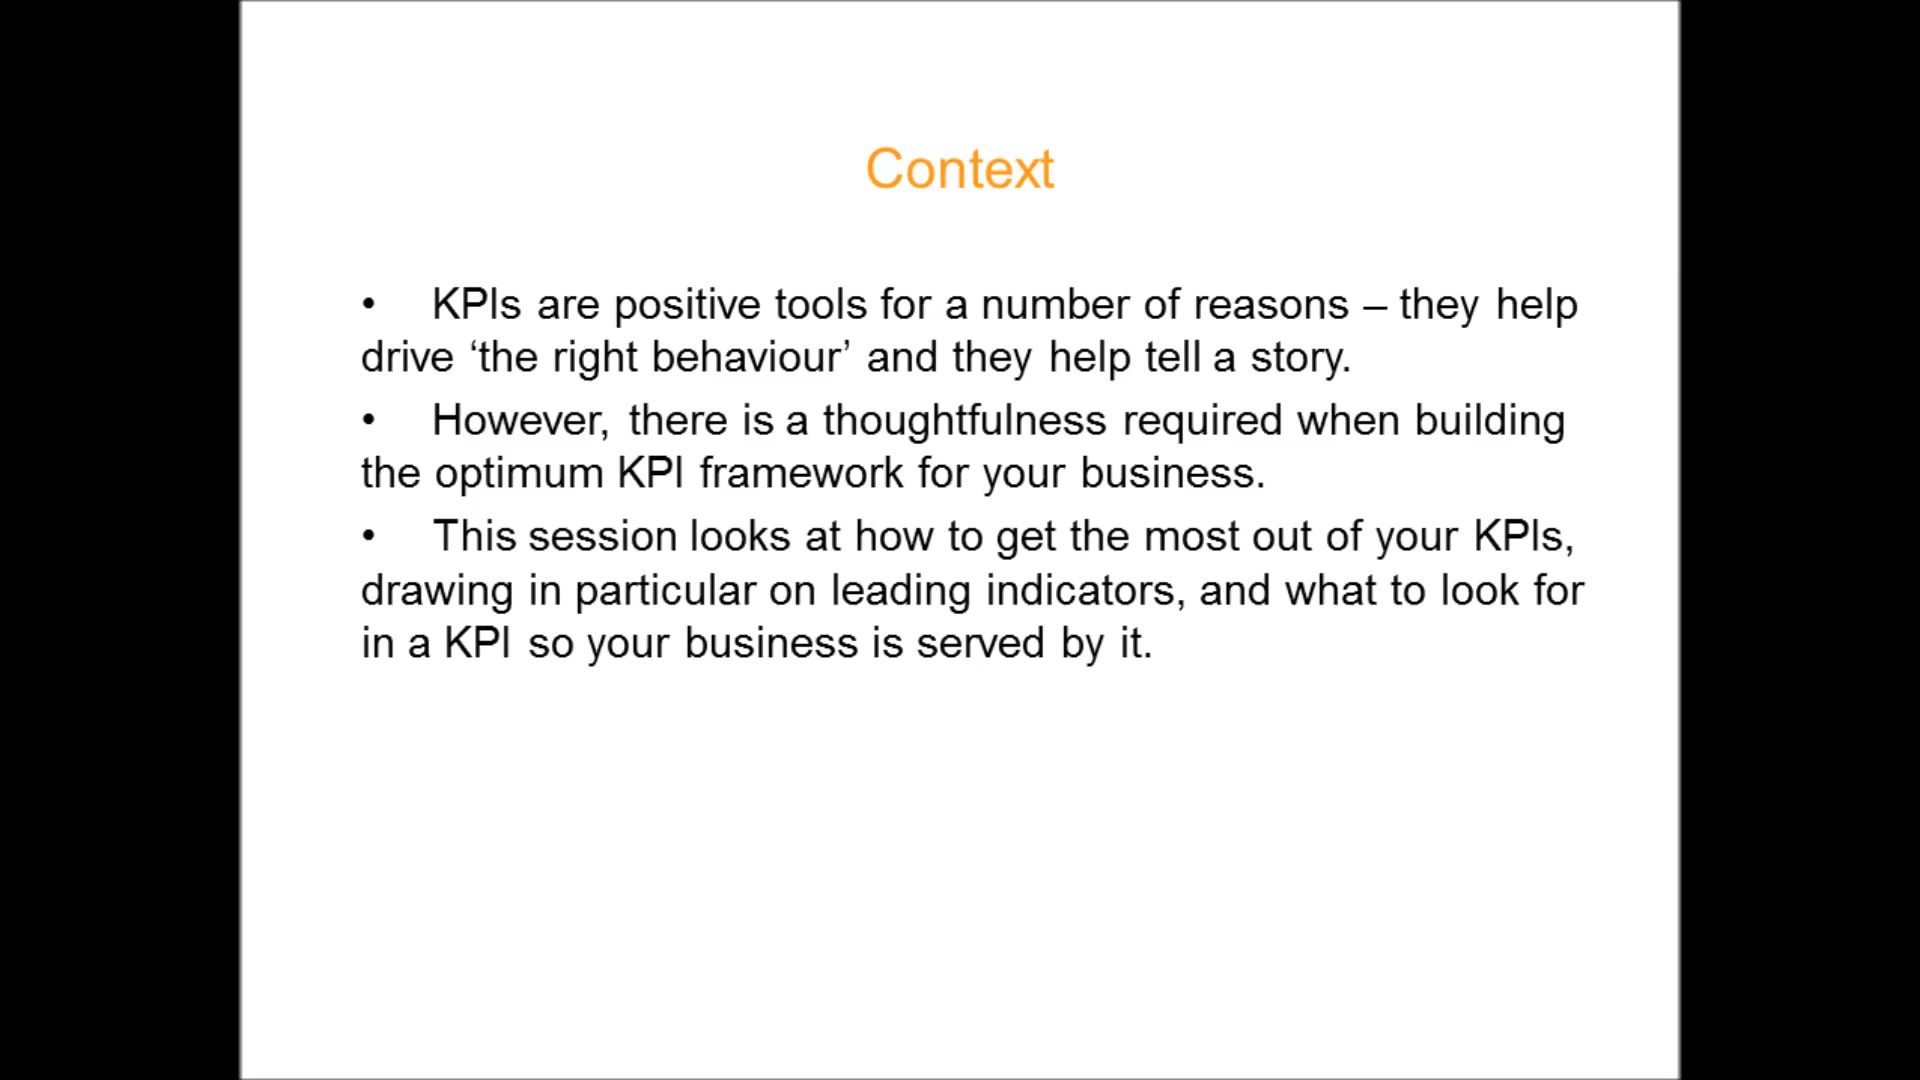 Context
• KPIs are positive tools for a number of reasons – they help
drive ‘the right behaviour’ and they help tell a story.
• However, there is a thoughtfulness required when building
the optimum KPI framework for your business.
• This session looks at how to get the most out of your KPIs,
drawing in particular on leading indicators, and what to look for
in a KPI so your business is served by it.